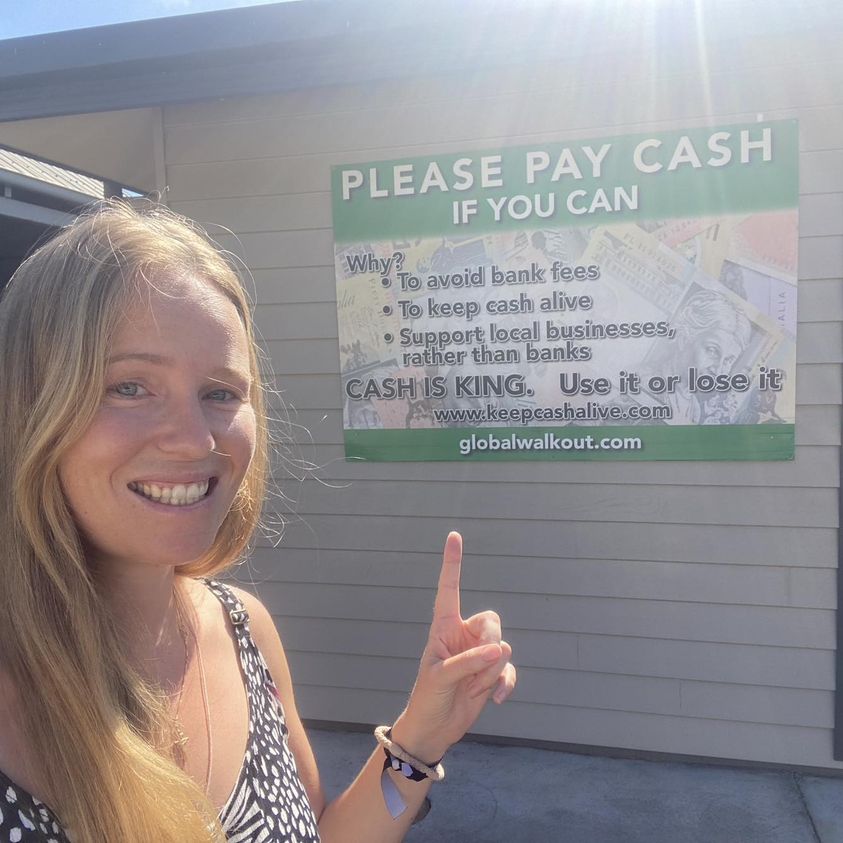 PLEASE PAY CASH
IF YOU CAN
Why?
• To avoid bank fees
• To keep cash alive
• Support local businesses,
rather than banks
CASH IS KING. Use it or lose it
www.keepcashalive.com
globalwalkout.com